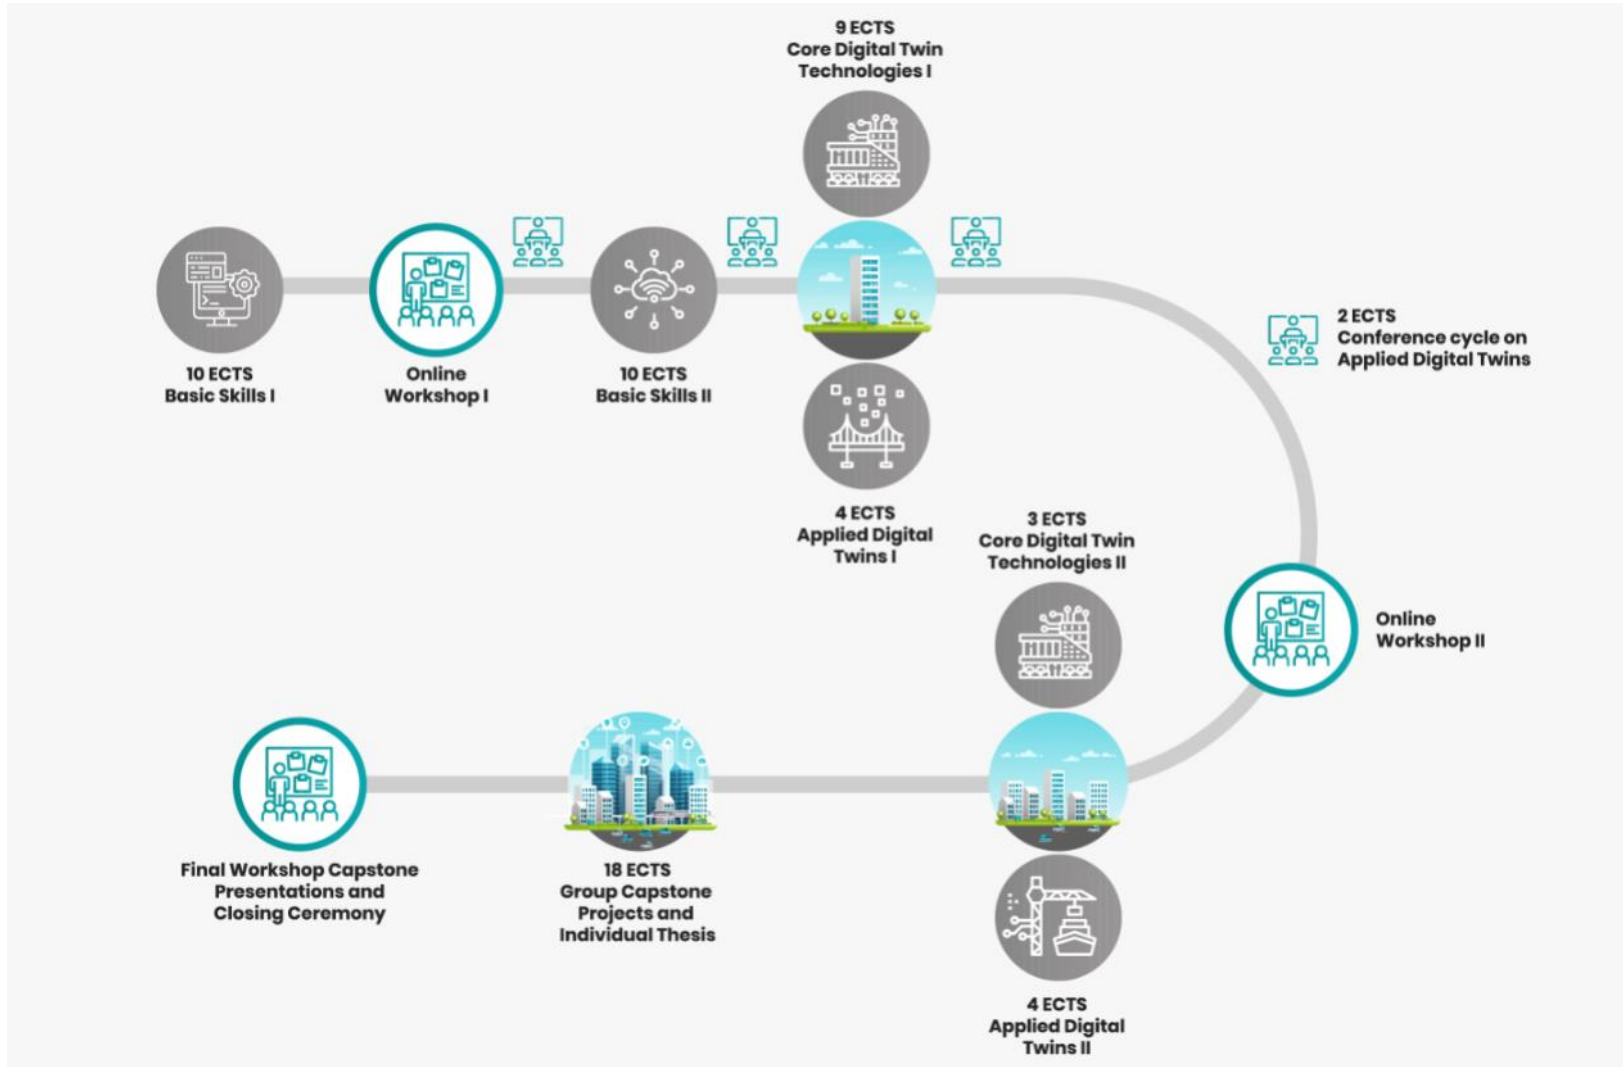 9 ECTS
Core Digital Twin
Technologies I
10 ECTS
Basic Skills I
Online
Workshop I
10 ECTS
Basic Skills II
2 ECTS
Conference cycle on
Applied Digital Twins
4 ECTS
Applied Digital
Twins I
3 ECTS
Core Digital Twin
Technologies II
Online
Workshop II
Final Workshop Capstone
Presentations and
Closing Ceremony
18 ECTS
Group Capstone
Projects and
Individual Thesis
4 ECTS
Applied Digital
Twins II